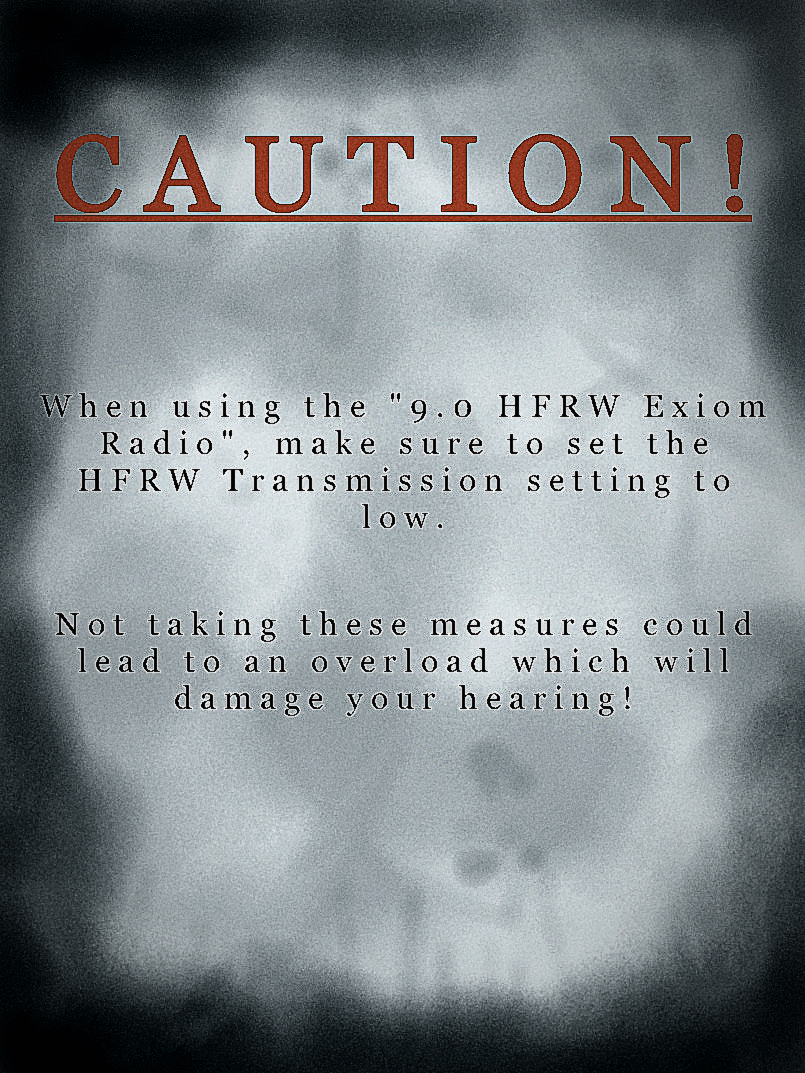 CAUTION!
When using the "9.0 HFRW Exiom
Radio", make sure to set the
HFRW Transmission setting to
low.
Not taking these measures could
lead to an overload which will
damage your hearing!